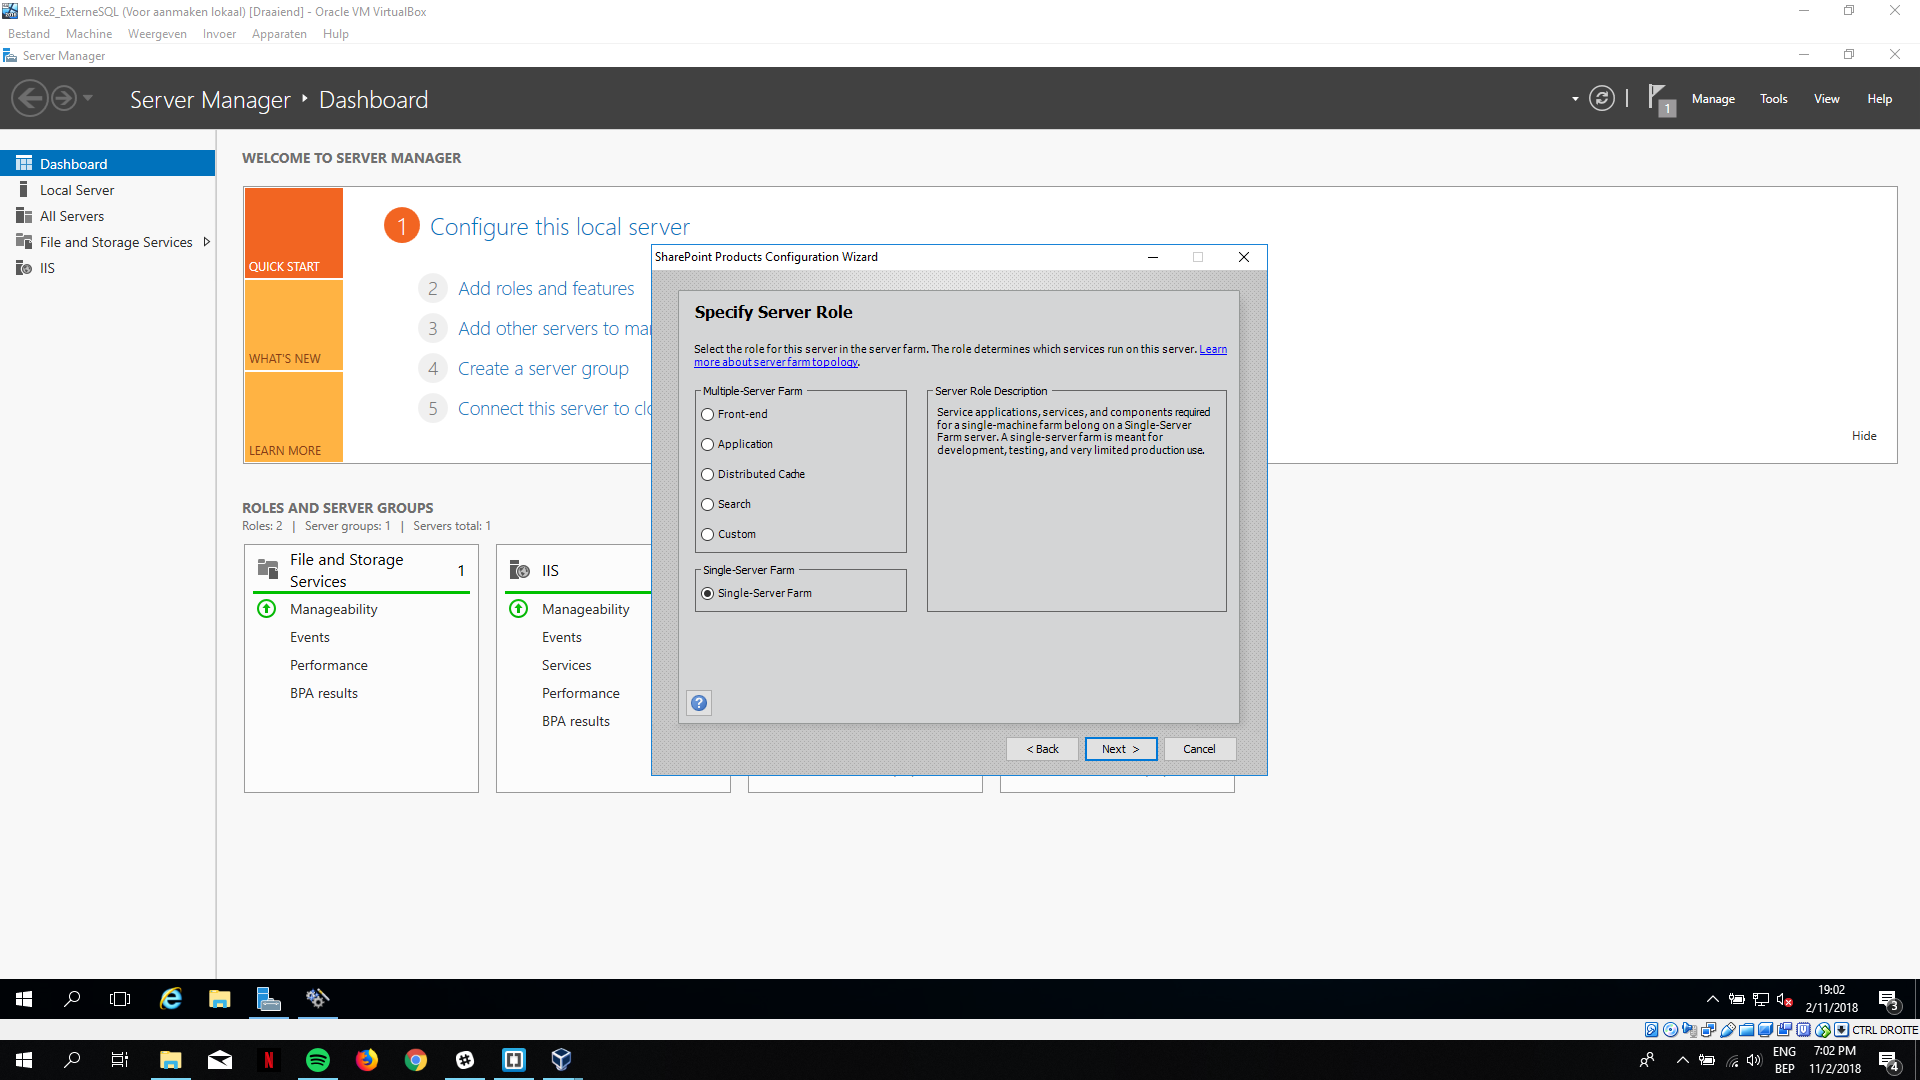 Mike2_ExterneSQL (Voor aanmaken lokaal) [Draaiend] - Oracle VM VirtualBox
Bestand Machine Weergeven Invoer Apparaten Hulp
Server Manager
Server Manager Dashboard
1
Manage Tools View Help
Dashboard
Local Server
All Servers
File and Storage Services
IIS
WELCOME TO SERVER MANAGER
QUICK START
WHAT'S NEW
LEARN MORE
1 Configure this local server
2 Add roles and features
3 Add other servers to ma
4 Create a server group
5 Connect this server to clo
Hide
ROLES AND SERVER GROUPS
Roles: 2 | Server groups: 1 | Servers total: 1
File and Storage
Services
1
Manageability
Events
Performance
BPA results
IIS
Manageability
Events
Services
Performance
BPA results
SharePoint Products Configuration Wizard
Specify Server Role
Select the role for this server in the server farm. The role determines which services run on this server. Learn
more about server farm topology.
Multiple-Server Farm
Front-end
Application
Distributed Cache
Search
Custom
Single-Server Farm
Single-Server Farm
Server Role Description
Service applications, services, and components required
for a single-machine farm belong on a Single-Server
Farm server. A single-server farm is meant for
development, testing, and very limited production use.
?
< Back
Next >
Cancel
19:02
2/11/2018
3
CTRL DROITE
ENG
BEP
7:02 PM
11/2/2018
4